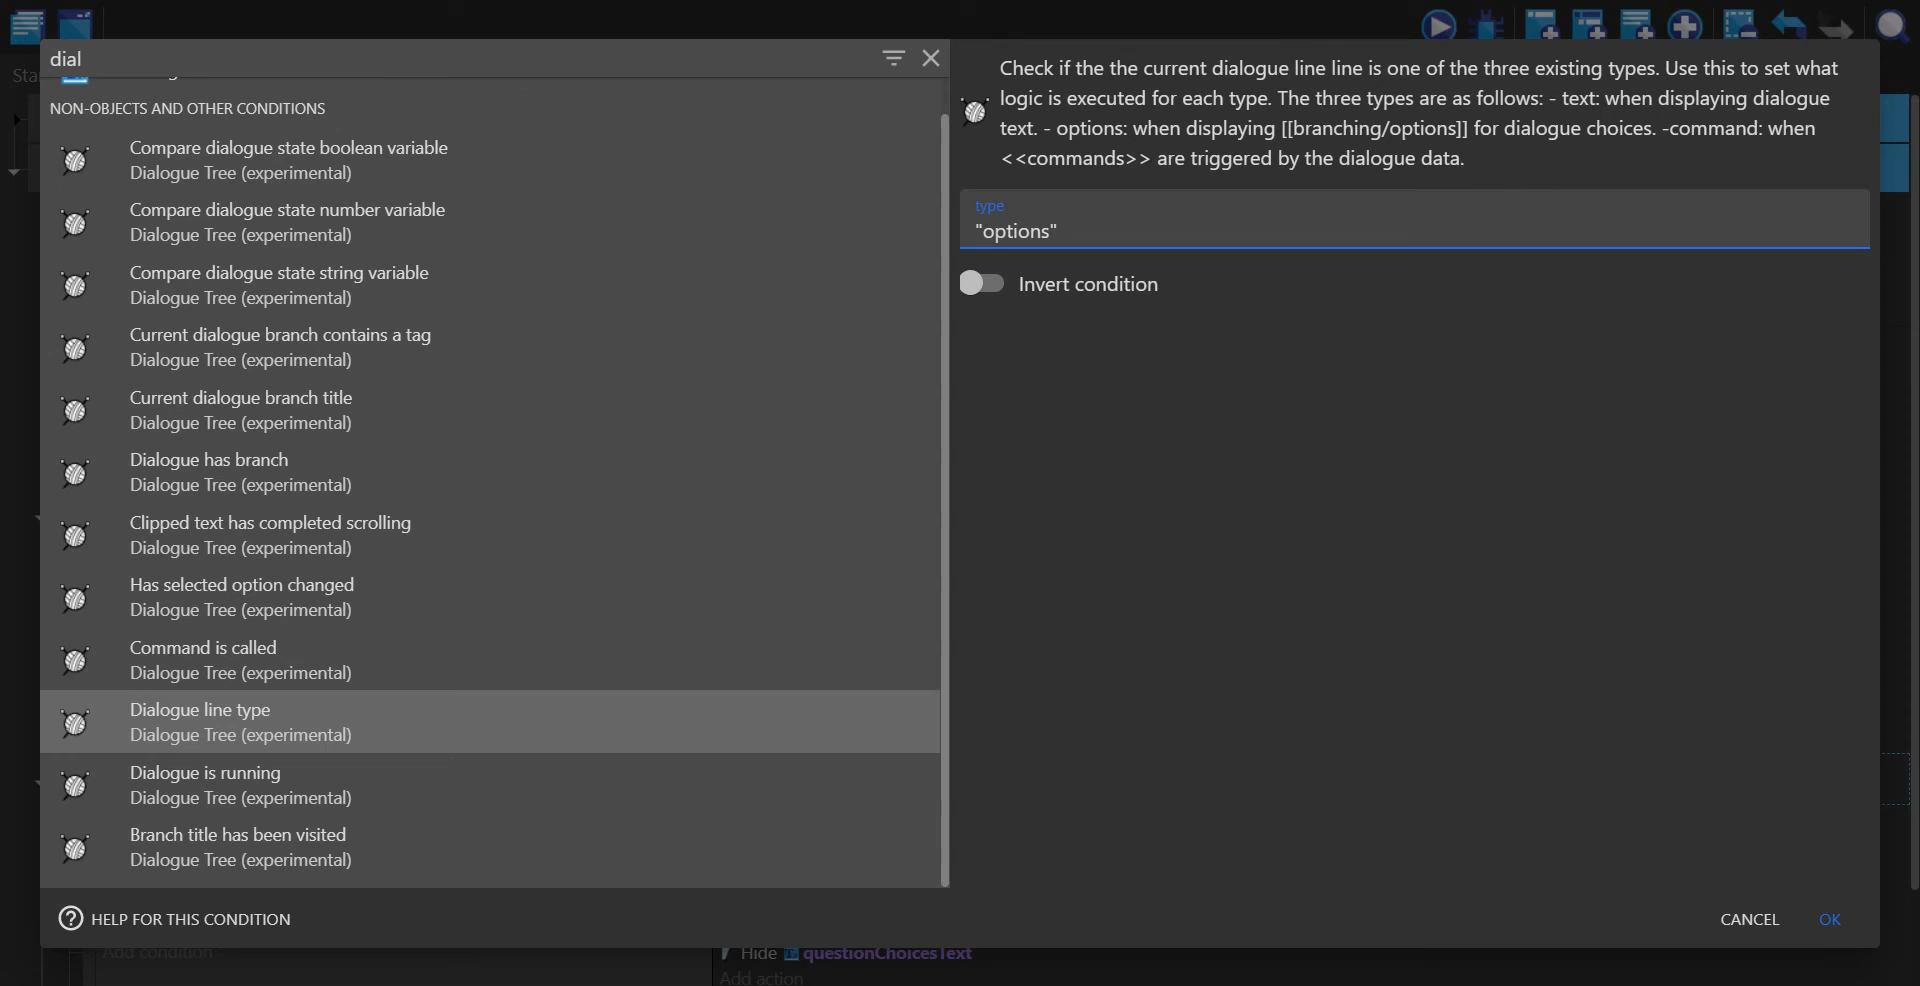 dial
Sta
NON-OBJECTS AND OTHER CONDITIONS
Compare dialogue state boolean variable
Dialogue Tree (experimental)
Compare dialogue state number variable
Dialogue Tree (experimental)
Compare dialogue state string variable
Dialogue Tree (experimental)
Current dialogue branch contains a tag
Dialogue Tree (experimental)
Current dialogue branch title
Dialogue Tree (experimental)
Dialogue has branch
Dialogue Tree (experimental)
Clipped text has completed scrolling
Dialogue Tree (experimental)
Has selected option changed
Dialogue Tree (experimental)
Command is called
Dialogue Tree (experimental)
Dialogue line type
Dialogue Tree (experimental)
Dialogue is running
Dialogue Tree (experimental)
Branch title has been visited
Dialogue Tree (experimental)
HELP FOR THIS CONDITION
Check if the the current dialogue line line is one of the three existing types. Use this to set what
logic is executed for each type. The three types are as follows: - text: when displaying dialogue
text. - options: when displaying [[branching/options]] for dialogue choices. -command: when
<<commands>> are triggered by the dialogue data.
type
"options"
Invert condition
CANCEL
OK
Add condition
Hide questionChoicesText
Add action